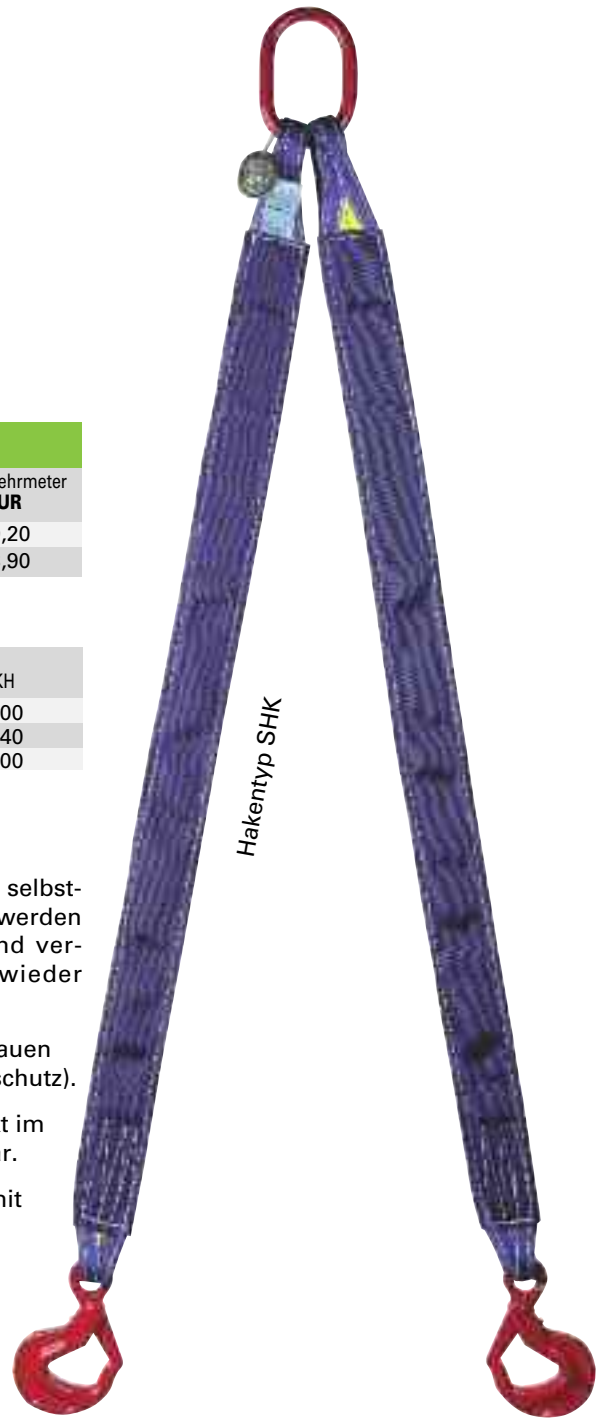 ehrmeter
UR
,20
,90
KH
00
40
00
Hakentyp SHK
selbst-
werden
nd ver-
wieder
auen
schutz).
t im
r.
nit